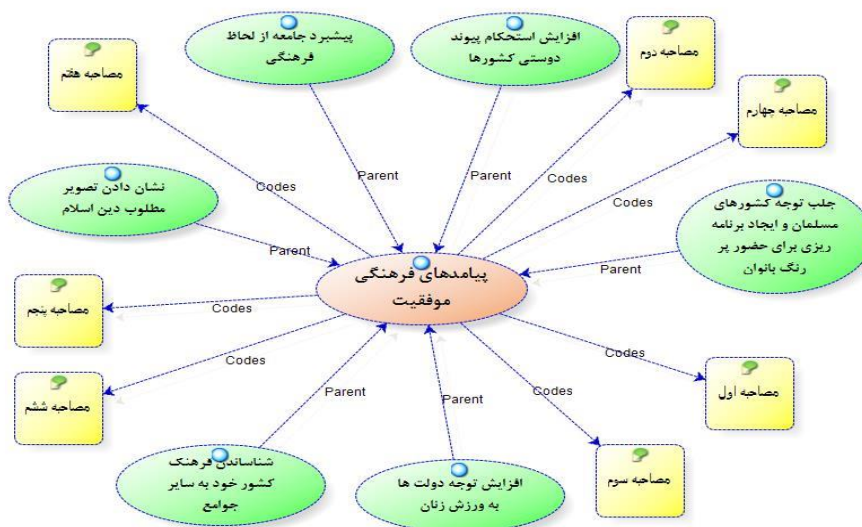 پیشبرد جامعه از لحاظ
فرهنگی
افزایش استحکام پیوند
دوستی کشورها
مصاحبه دوم
مصاحبه هفتم
مصاحبه چهارم
Parent
Parent
Codes
Codes
Codes
نشان دادن تصویر
مطلوب دین اسلام
Parent
جلب توجه کشورهای
مسلمان و ایجاد برنامه
ریزی برای حضور پر
رنگ بانوان
Parent
پیامدهای فرهنگی
موفقیت
مصاحبه پنجم
Codes
Codes
Codes
مصاحبه ششم
مصاحبه اول
Parent
Parent
Codes
شناساندن فرهنک
کشور خود به سایر
جوامع
افزایش توجه دولت ها
به ورزش زنان
مصاحبه سوم